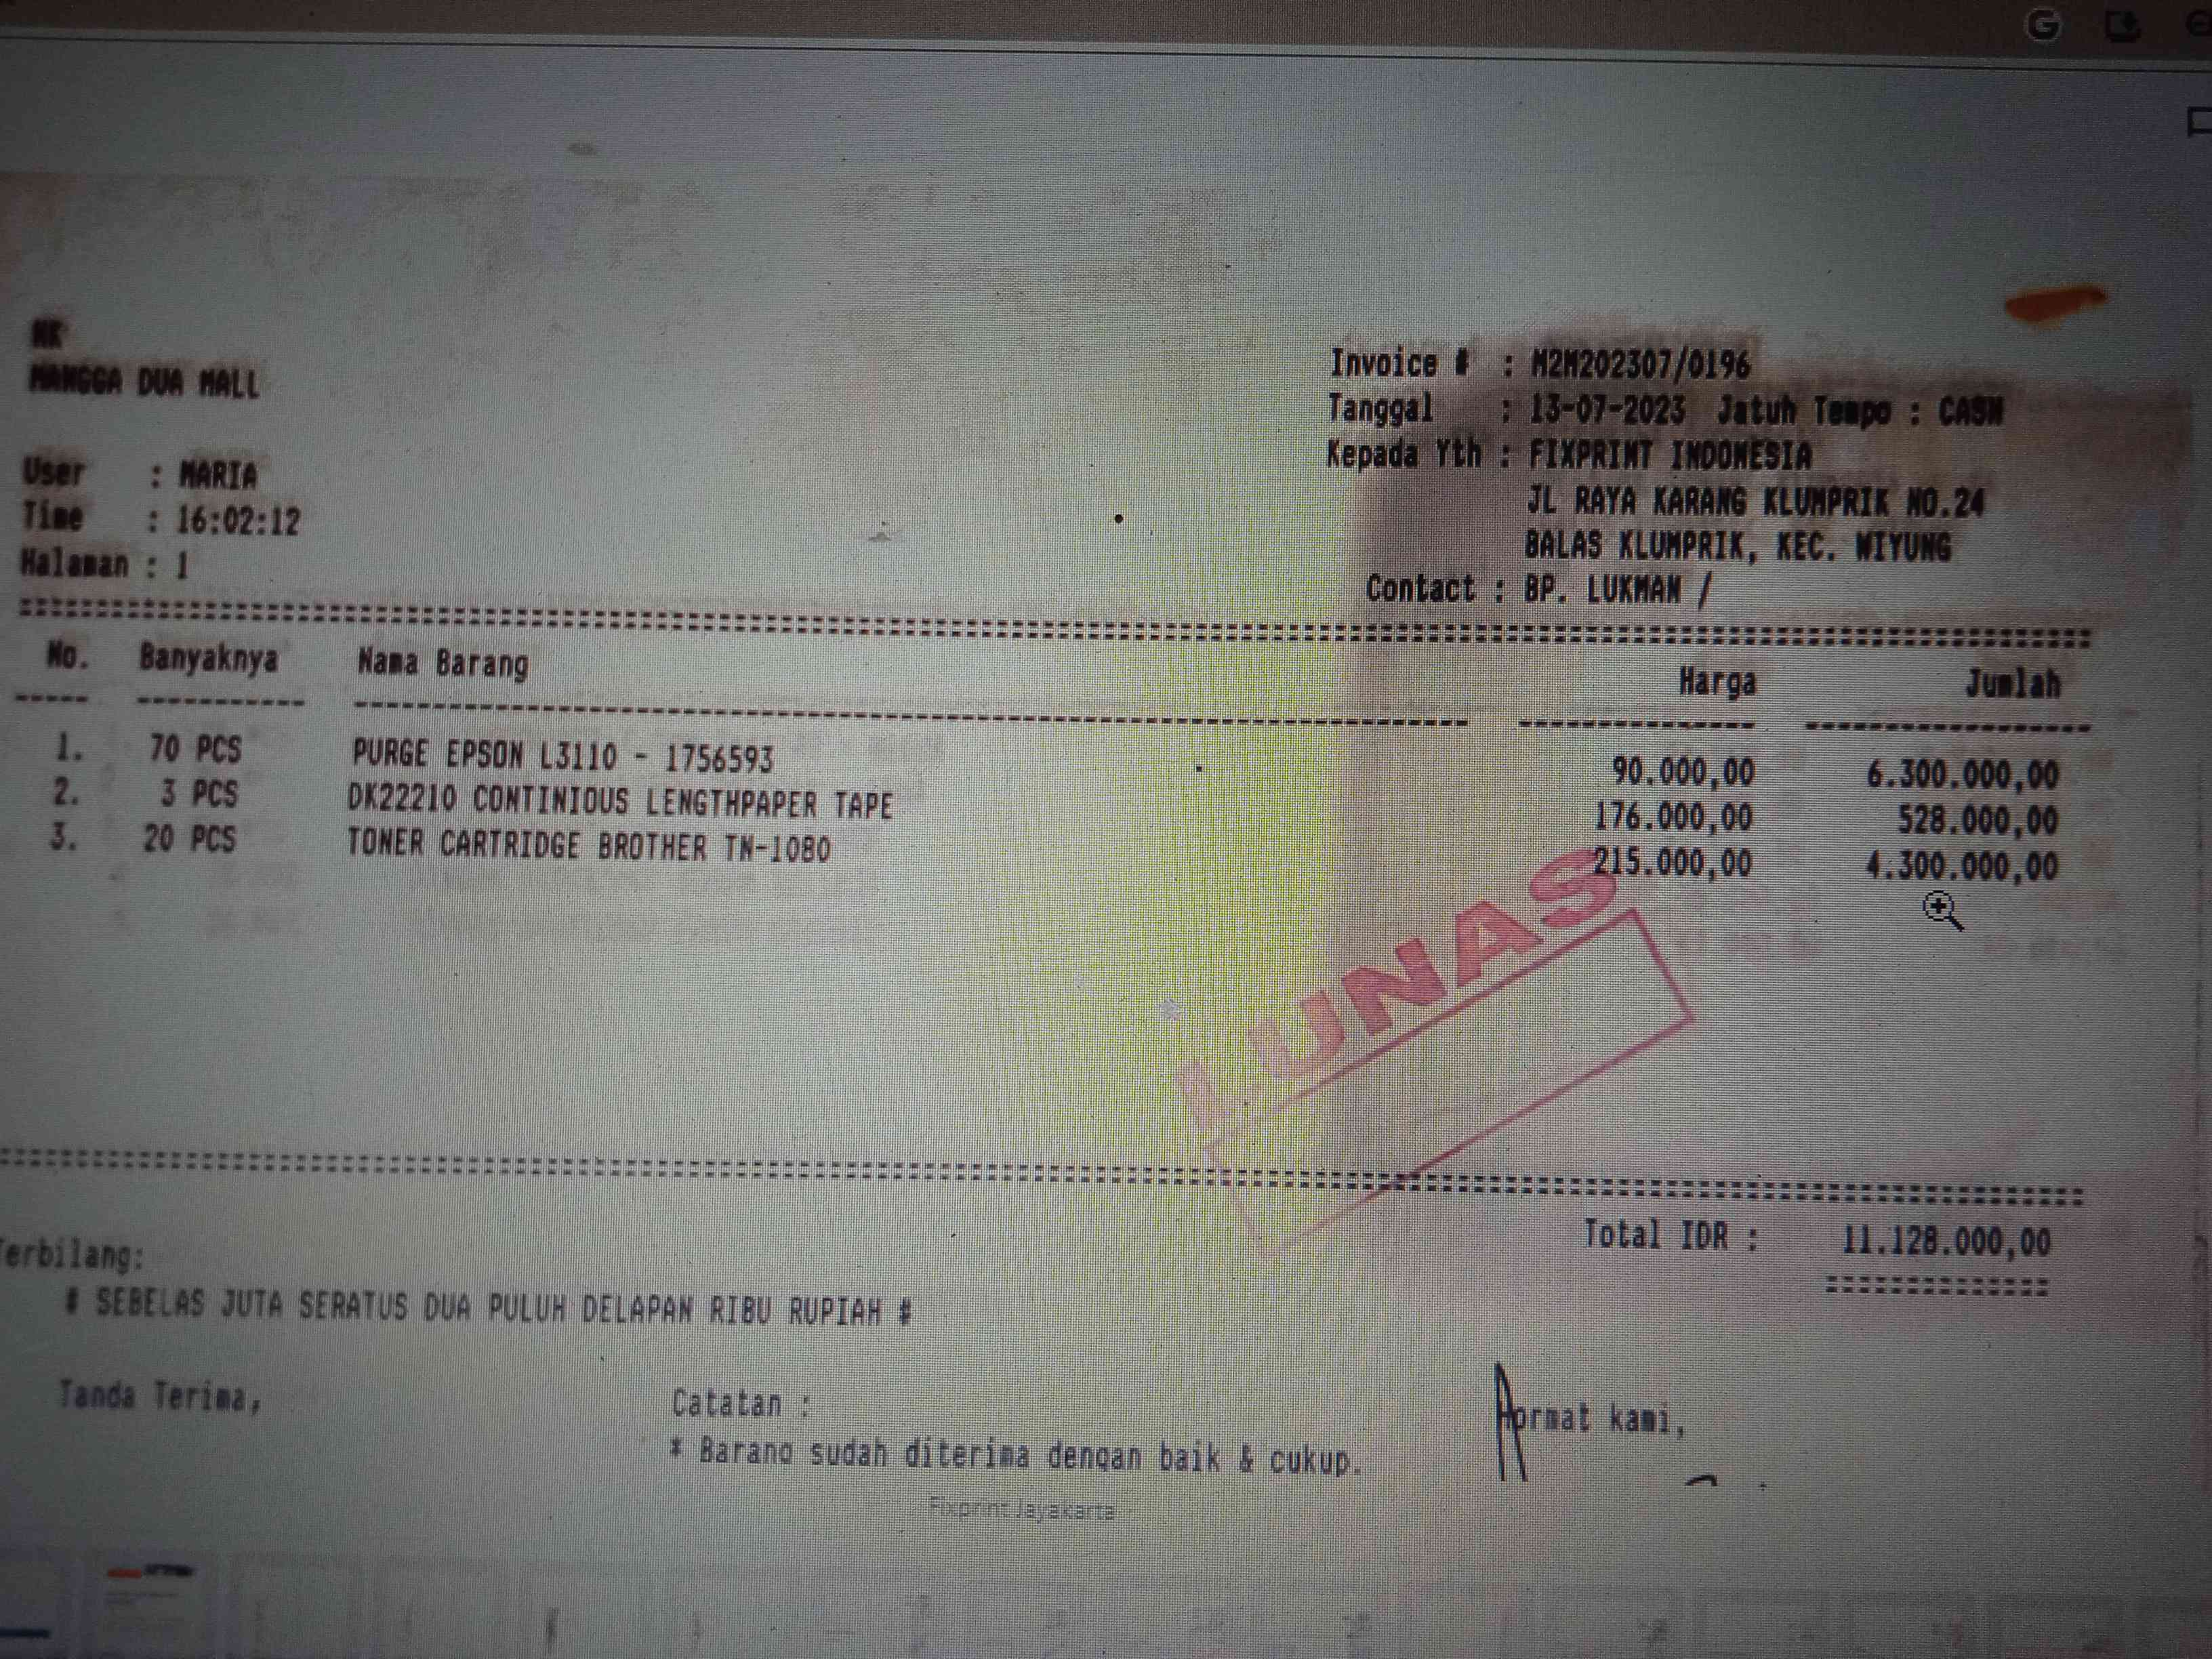 NK
MANGGA DUA MALL
User : MARIA
Time : 16:02:12
Halaman : 1
Invoice # : M2M202307/0196
Tanggal : 13-07-2023 Jatuh Tempo : CASH
Kepada Yth : FIXPRINT INDONESIA
JL RAYA KARANG KLUMPRIK NO.24
BALAS KLUMPRIK, KEC. WIYUNG
Contact : BP. LUKMAN /
No. Banyaknya Nama Barang Harga Jumlah
1. 70 PCS PURGE EPSON L3110 - 1756593 90.000,00 6.300.000,00
2. 3 PCS DK22210 CONTINIOUS LENGTHPAPER TAPE 176.000,00 528.000,00
3. 20 PCS TONER CARTRIDGE BROTHER TN-1080 215.000,00 4.300.000,00
LUNAS
Total IDR : 11.128.000,00
Terbilang:
# SEBELAS JUTA SERATUS DUA PULUH DELAPAN RIBU RUPIAH #
Tanda Terima,
Catatan :
* Barang sudah diterima dengan baik & cukup.
Hormat kami,
Fixprint Jayakarta